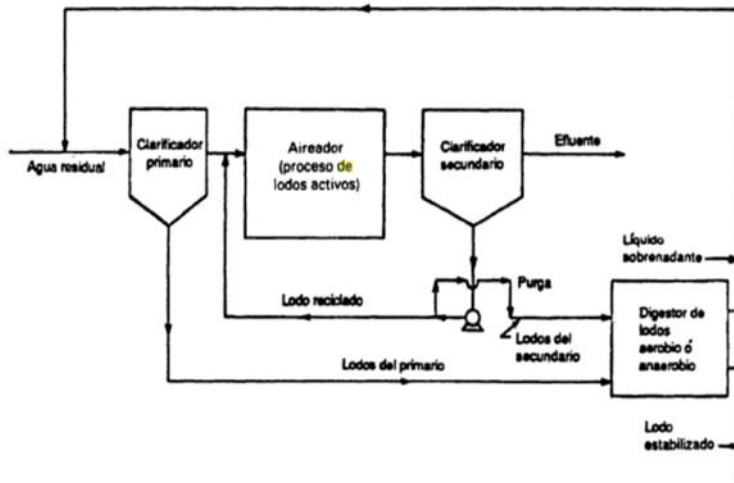 Agua residual
Clarificador
primario
Aireador
(proceso de
lodos activos)
Clarificador
secundario
Efluente
Líquido
sobrenadante
Purga
Lodo reciclado
Lodos del
secundario
Digestor de
lodos
aerobio ó
anaerobio
Lodos del primario
Lodo
estabilizado